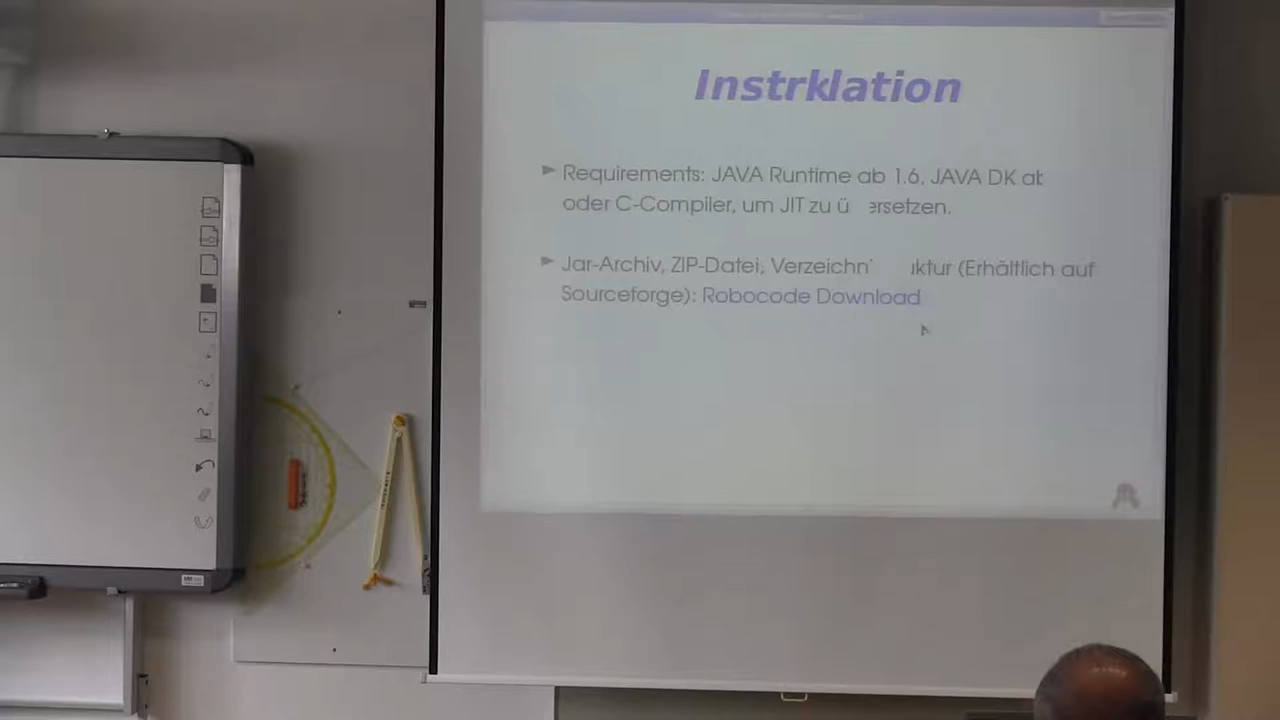 Instrklation
Requirements: JAVA Runtime ab 1.6, JAVA DK ab
oder C-Compiler, um JIT zu ü ersetzen.
Jar-Archiv, ZIP-Datei, Verzeichn uktur (Erhältlich auf
Sourceforge): Robocode Download